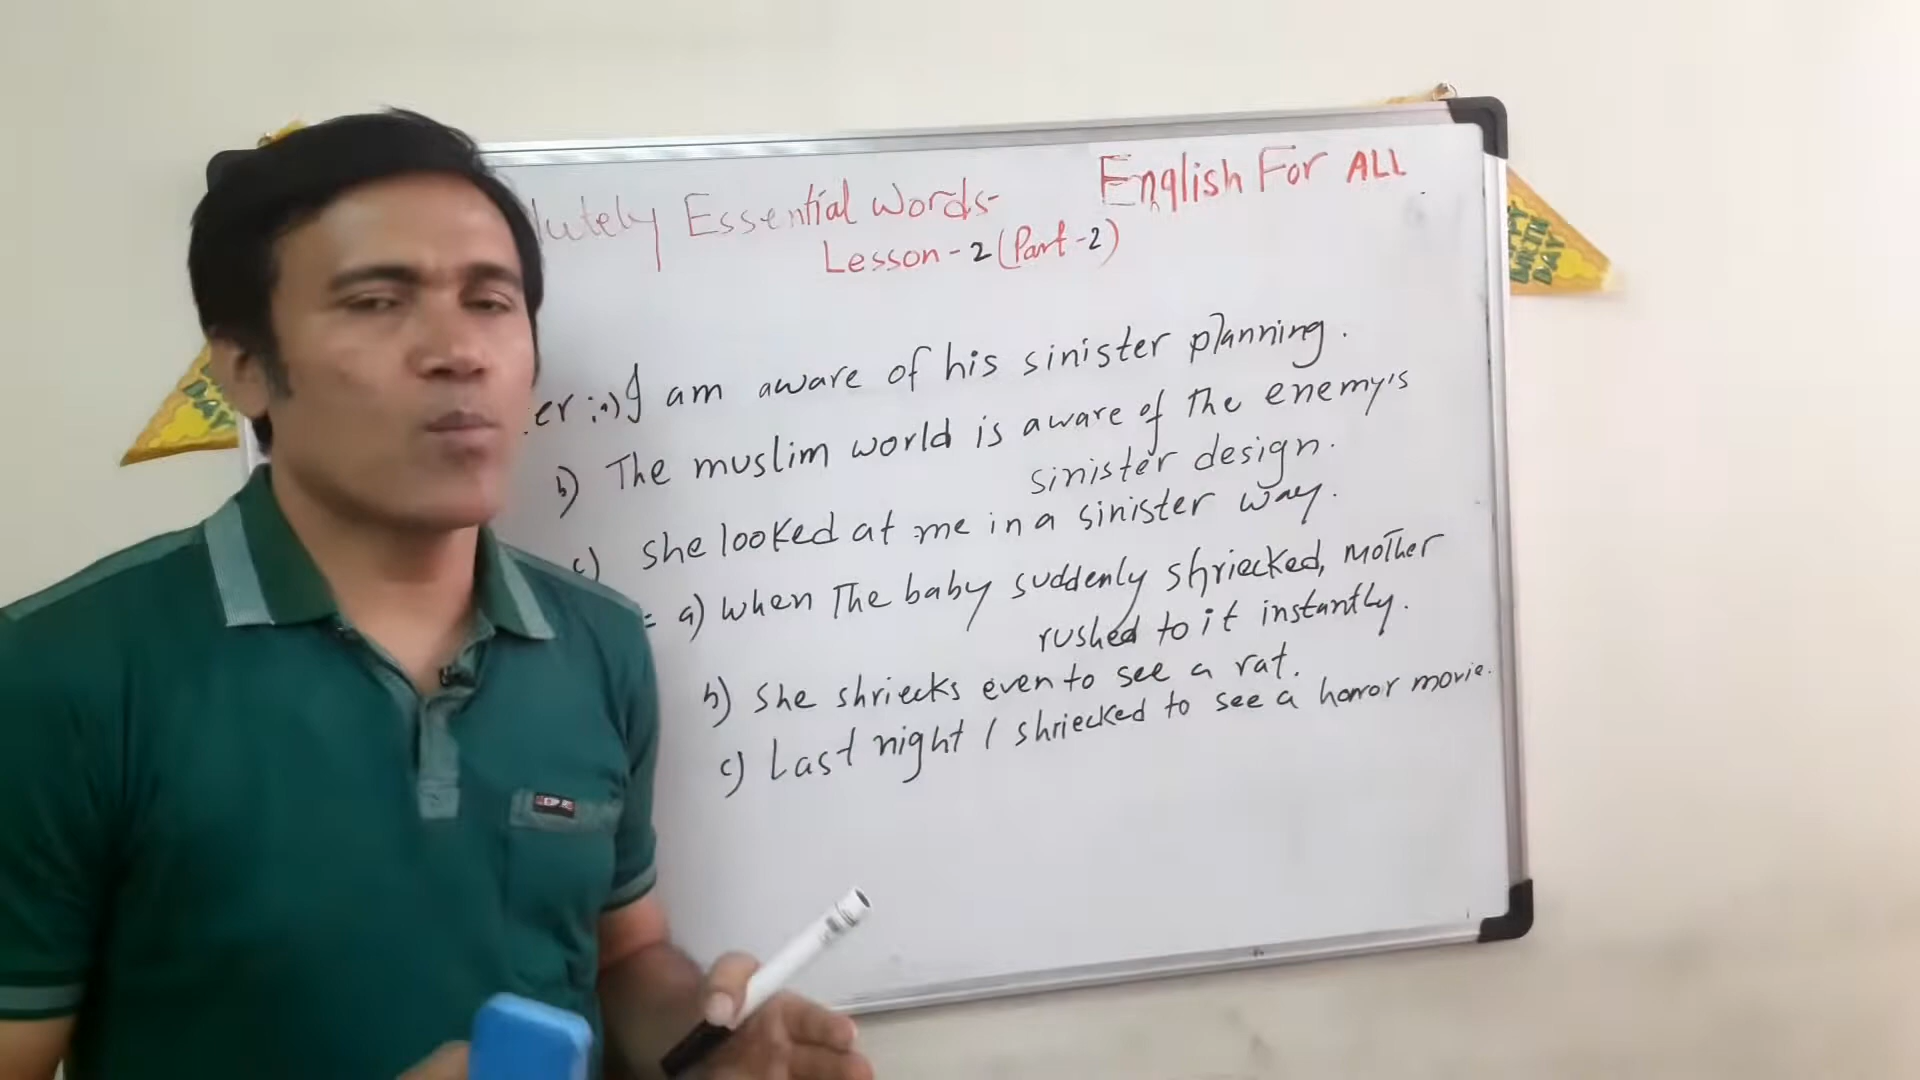 lutely Essential Words-
English For ALL
Lesson-2 (Part-2)
er: a) I am aware of his sinister planning.
b) The muslim world is aware of the enemy's
sinister design.
c) she looked at me in a sinister way.
= a) when The baby suddenly shriecked, mother
rushed to it instantly.
b) She shriecks even to see a rat.
c) Last night I shriecked to see a horror movie.
DAY